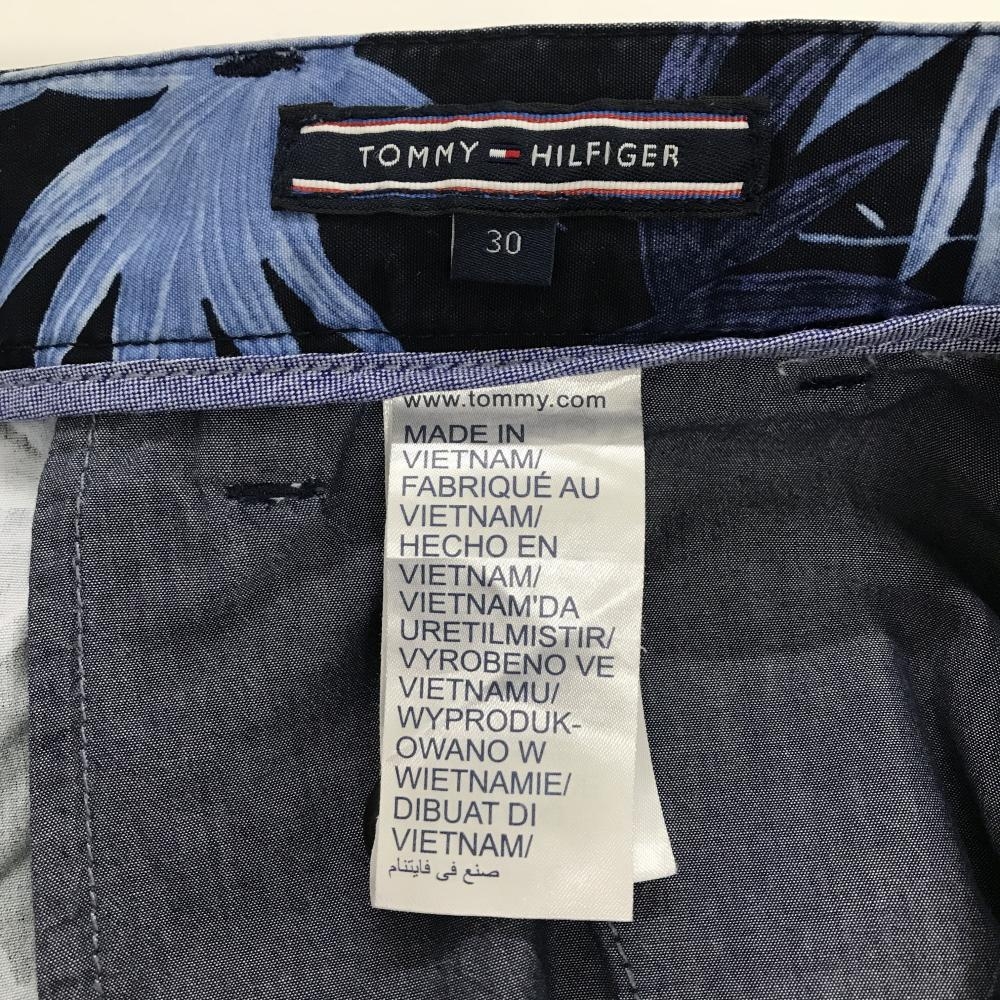 TOMMY HILFIGER
30
www.tommy.com
MADE IN
VIETNAM/
FABRIQUÉ AU
VIETNAM/
HECHO EN
VIETNAM/
VIETNAM'DA
URETILMISTIR/
VYROBENO VE
VIETNAMU/
WYPRODUK-
OWANO W
WIETNAMIE/
DIBUAT DI
VIETNAM/
صنع في فايتنام